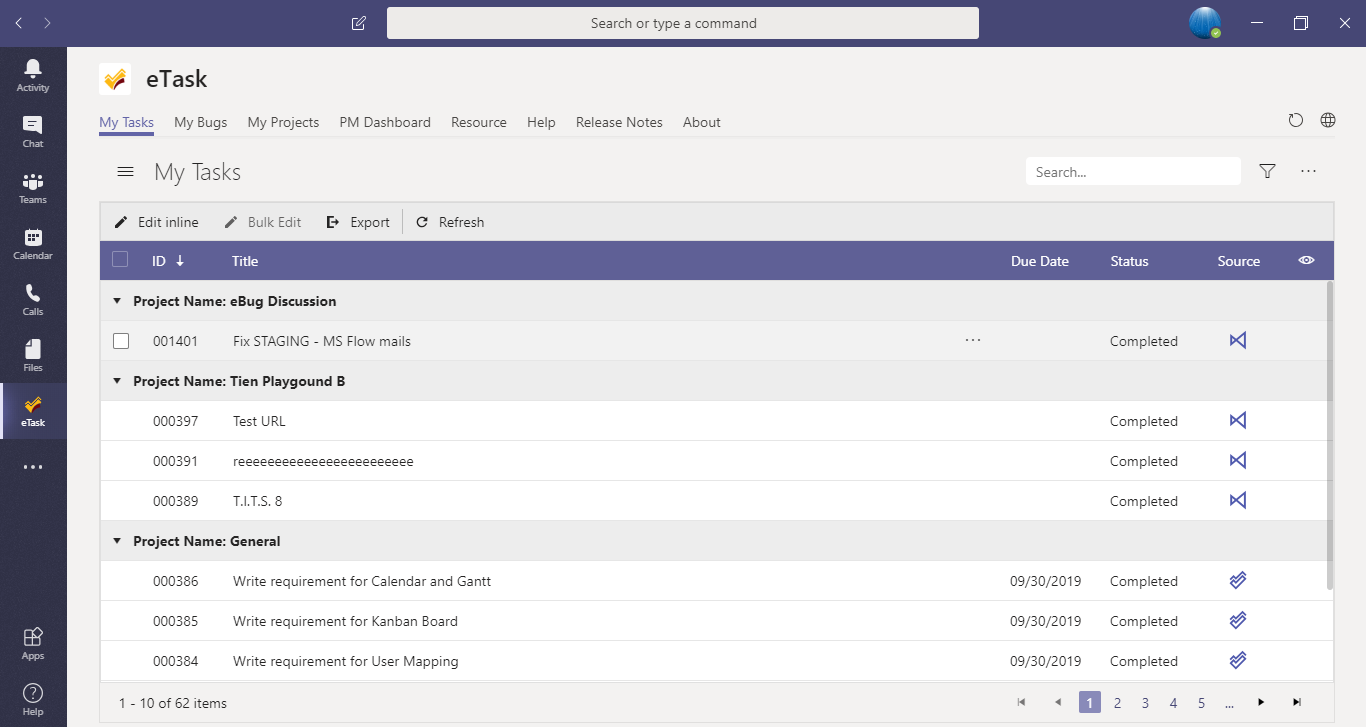 Search or type a command
Activity
Chat
Teams
Calendar
Calls
Files
eTask
...
Apps
Help
eTask
My Tasks My Bugs My Projects PM Dashboard Resource Help Release Notes About
My Tasks Search... ...
Edit inline Bulk Edit Export Refresh
ID Title Due Date Status Source
Project Name: eBug Discussion
001401 Fix STAGING - MS Flow mails ... Completed
Project Name: Tien Playgound B
000397 Test URL Completed
000391 reeeeeeeeeeeeeeeeeeeeeeee Completed
000389 T.I.T.S. 8 Completed
Project Name: General
000386 Write requirement for Calendar and Gantt 09/30/2019 Completed
000385 Write requirement for Kanban Board 09/30/2019 Completed
000384 Write requirement for User Mapping 09/30/2019 Completed
1 - 10 of 62 items 1 2 3 4 5 ...